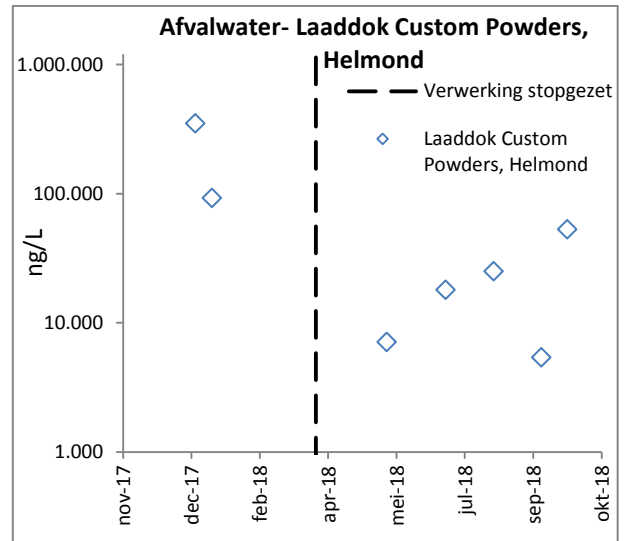 Afvalwater- Laaddok Custom Powders,
Helmond
1.000.000
100.000
10.000
1.000
ng/L
Verwerking stopgezet
Laaddok Custom
Powders, Helmond
nov-17
dec-17
feb-18
apr-18
mei-18
jul-18
sep-18
okt-18